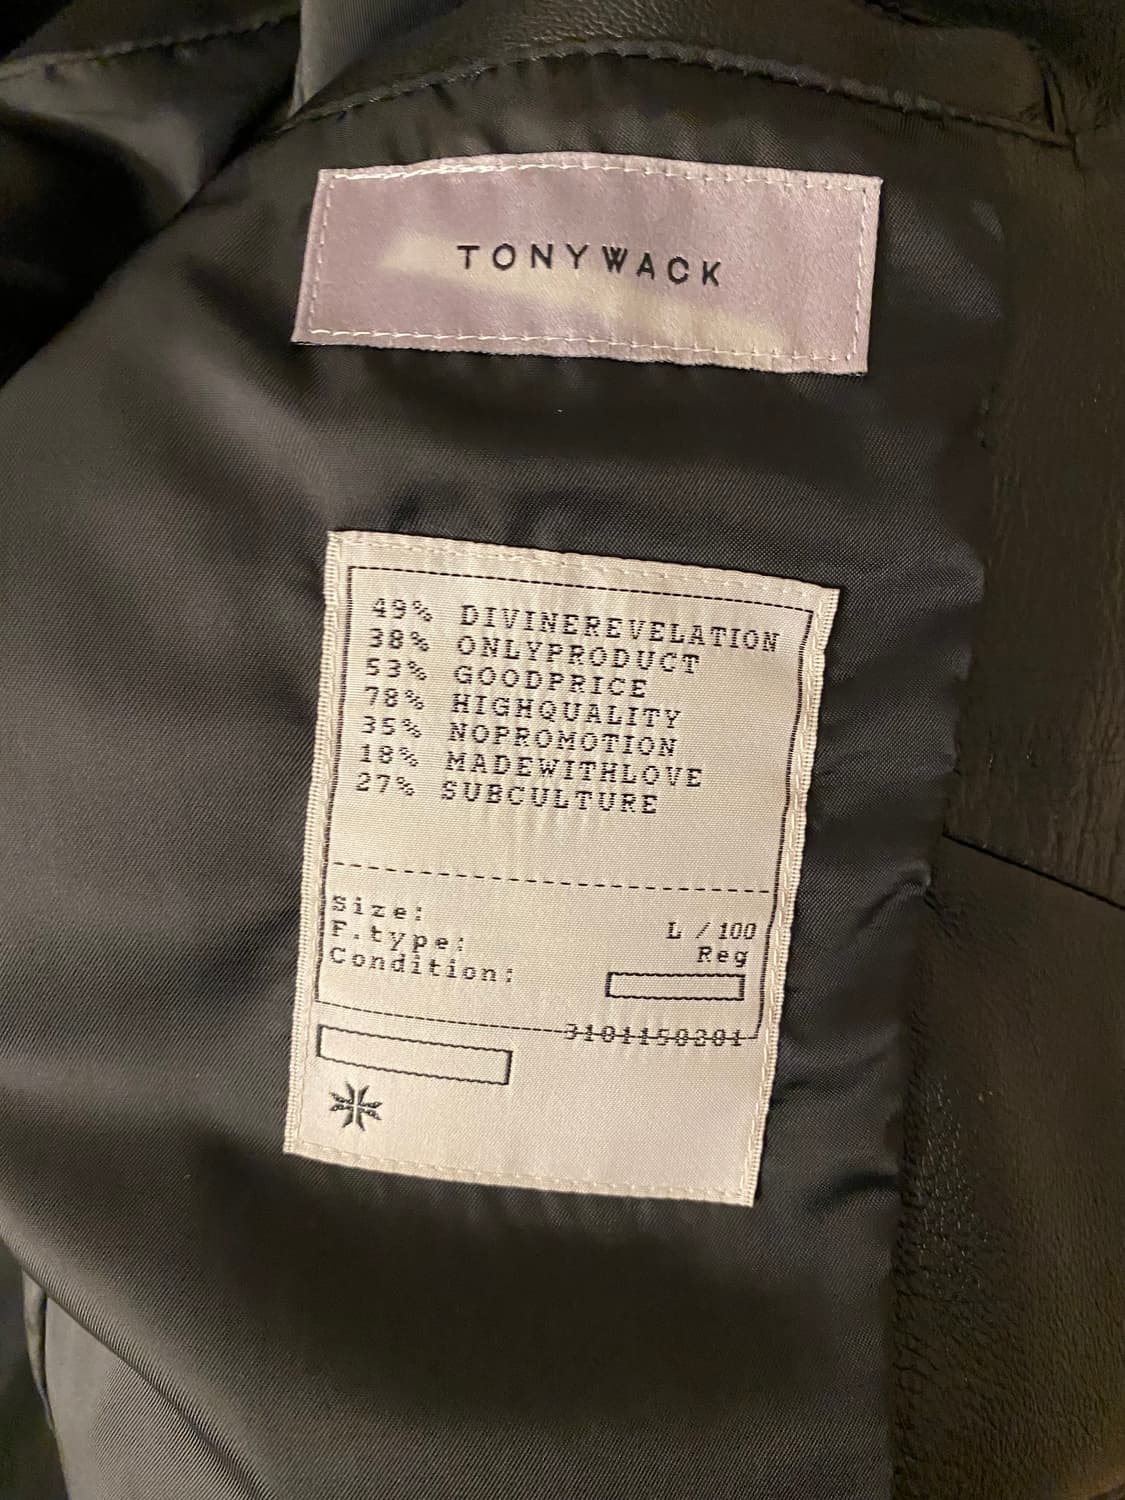 TONYWACK
49% DIVINEREVELATION
38% ONLYPRODUCT
53% GOODPRICE
78% HIGHQUALITY
35% NOPROMOTION
18% MADEWITHLOVE
27% SUBCULTURE
Size: L / 100
F.type: Reg
Condition: